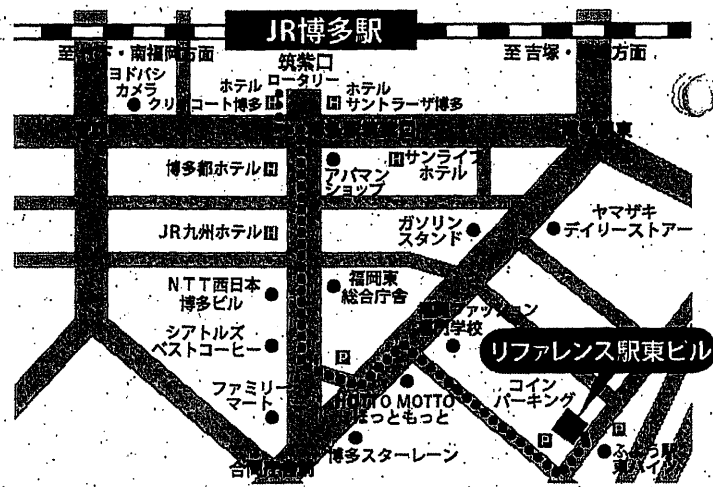 JR博多駅
筑紫口
ロータリー
ヨドバシ
カメラ
ホテル
コート博多 H
H ホテル
サントラーザ博多
博多都ホテル H
アパマン
ショップ
H サンライフ
ホテル
JR九州ホテル H
ガソリン
スタンド
ヤマザキ
デイリーストアー
NTT西日本
博多ビル
福岡東
総合庁舎
シアトルズ
ベストコーヒー
P
リファレンス駅東ビル
ファミリー
マート
HOTTO MOTTO
ほっともっと
コイン
パーキング
P
P
博多スターレーン